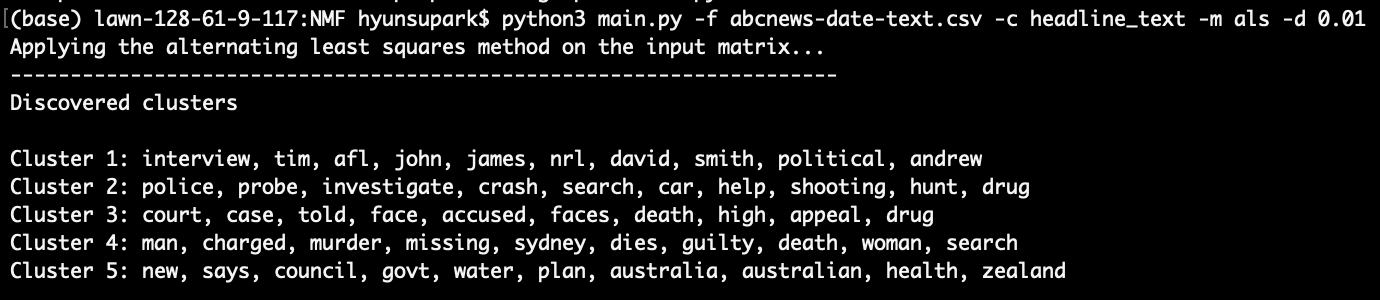 (base) lawn-128-61-9-117:NMF hyunsupark$ python3 main.py -f abcnews-date-text.csv -c headline_text -m als -d 0.01
Applying the alternating least squares method on the input matrix...
---------------------------------------------------------------------
Discovered clusters
Cluster 1: interview, tim, afl, john, james, nrl, david, smith, political, andrew
Cluster 2: police, probe, investigate, crash, search, car, help, shooting, hunt, drug
Cluster 3: court, case, told, face, accused, faces, death, high, appeal, drug
Cluster 4: man, charged, murder, missing, sydney, dies, guilty, death, woman, search
Cluster 5: new, says, council, govt, water, plan, australia, australian, health, zealand